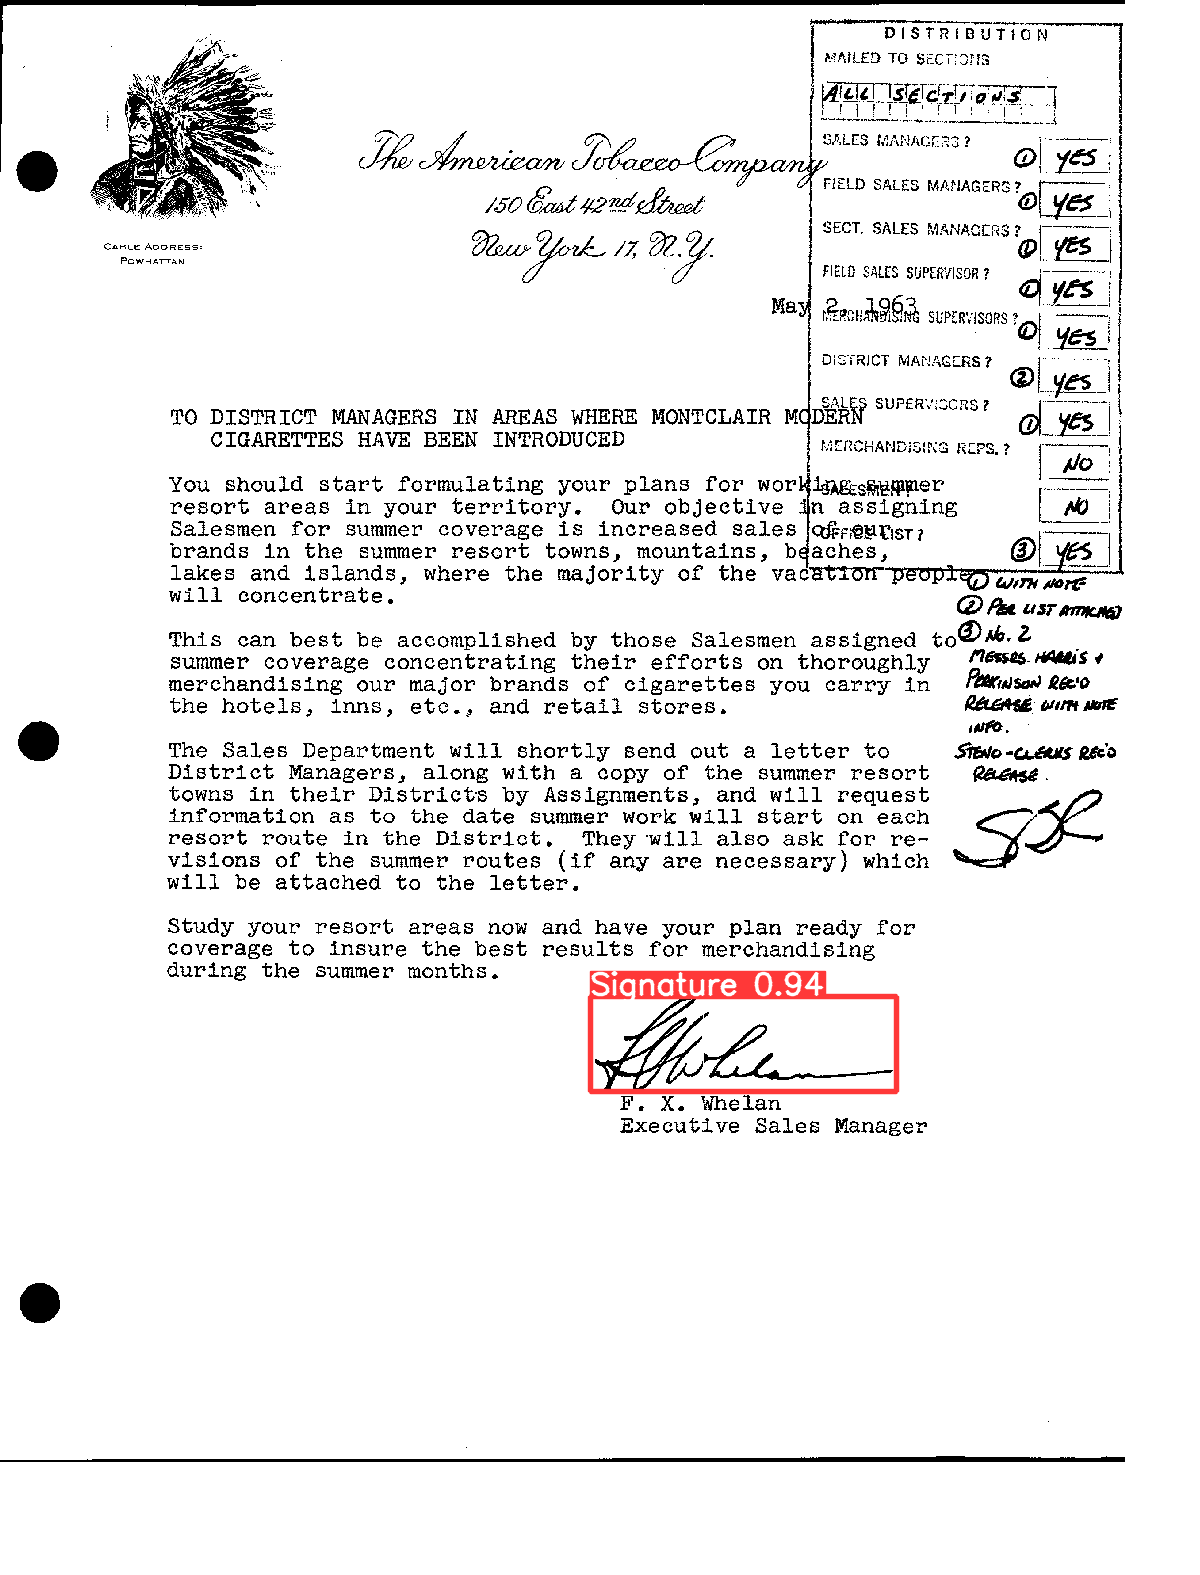 DISTRIBUTION
MAILED TO SECTIONS
ALL SECTIONS
SALES MANAGERS? ① YES
FIELD SALES MANAGERS? ① YES
SECT. SALES MANAGERS? ① YES
FIELD SALES SUPERVISOR? ① YES
MERCHANDISING SUPERVISORS? ① YES
DISTRICT MANAGERS? ② YES
SALES SUPERVISORS? ① YES
MERCHANDISING REPS.? NO
SALESMEN? NO
OFFICE LIST? ③ YES
① WITH NOTE
② PER LIST ATTACHED
③ No. 2
MESSRS. HARRIS +
PERKINSON REC'D
RELEASE WITH NOTE
INFO.
STENO-CLERKS REC'D
RELEASE.
CABLE ADDRESS:
POWHATTAN
The American Tobacco Company
150 East 42nd Street
New York 17, N.Y.
May 2, 1963
TO DISTRICT MANAGERS IN AREAS WHERE MONTCLAIR MODERN
CIGARETTES HAVE BEEN INTRODUCED
You should start formulating your plans for working summer
resort areas in your territory. Our objective in assigning
Salesmen for summer coverage is increased sales of our
brands in the summer resort towns, mountains, beaches,
lakes and islands, where the majority of the vacation people
will concentrate.
This can best be accomplished by those Salesmen assigned to
summer coverage concentrating their efforts on thoroughly
merchandising our major brands of cigarettes you carry in
the hotels, inns, etc., and retail stores.
The Sales Department will shortly send out a letter to
District Managers, along with a copy of the summer resort
towns in their Districts by Assignments, and will request
information as to the date summer work will start on each
resort route in the District. They will also ask for re-
visions of the summer routes (if any are necessary) which
will be attached to the letter.
Study your resort areas now and have your plan ready for
coverage to insure the best results for merchandising
during the summer months.
Signature 0.94
F X Whelan
F. X. Whelan
Executive Sales Manager